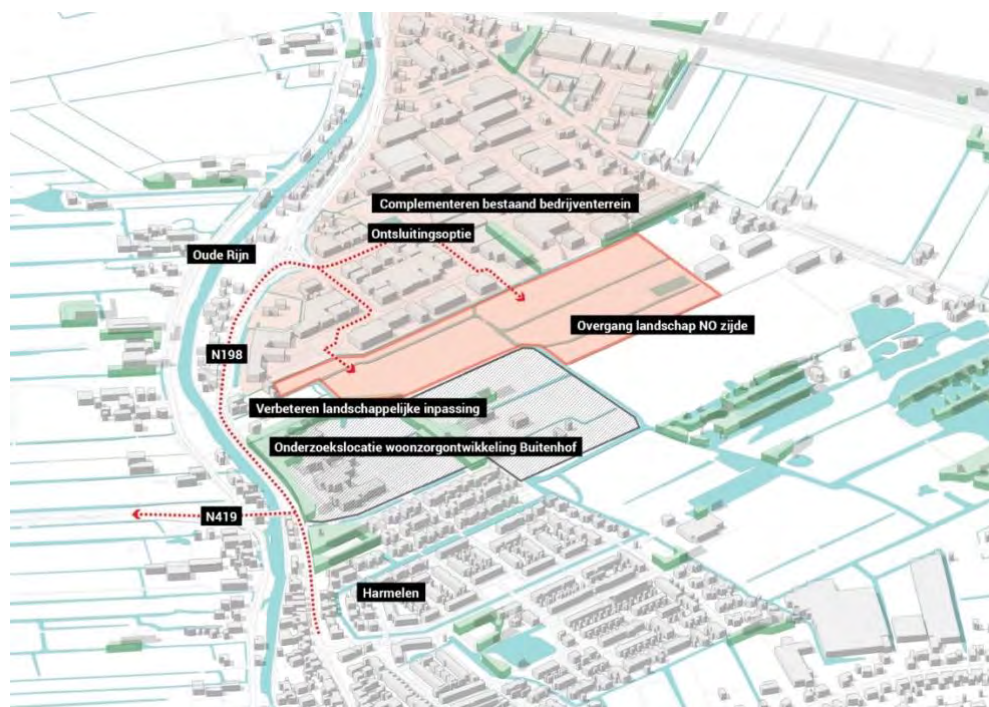 Complementeren bestaand bedrijventerrein
Ontsluitingsoptie
Oude Rijn
Overgang landschap NO zijde
N198
Verbeteren landschappelijke inpassing
Onderzoekslocatie woonzorgontwikkeling Buitenhof
N419
Harmelen